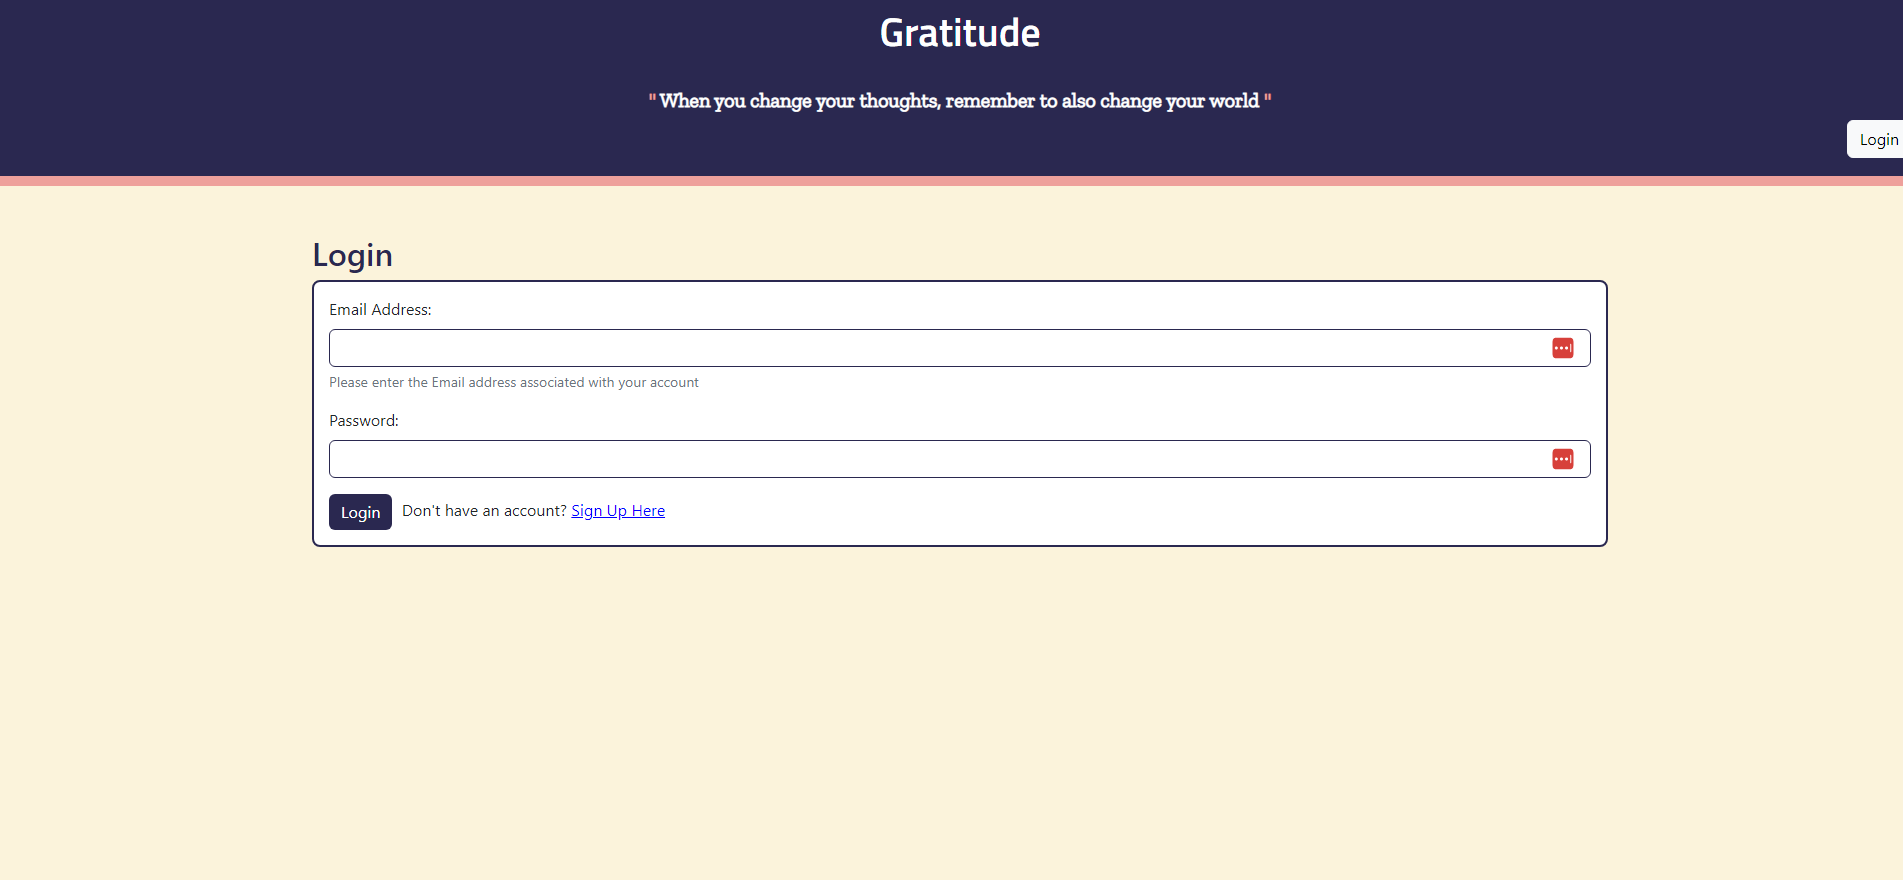 Gratitude
" When you change your thoughts, remember to also change your world "
Login
Login
Email Address:
Please enter the Email address associated with your account
Password:
Login Don't have an account? Sign Up Here